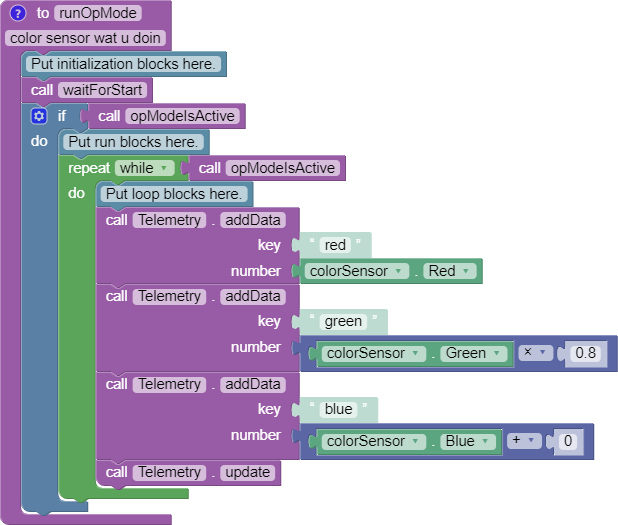 ? to runOpMode
color sensor wat u doin
Put initialization blocks here.
call waitForStart
if call opModeIsActive
do Put run blocks here.
repeat while call opModeIsActive
do Put loop blocks here.
call Telemetry . addData
key “ red ”
number colorSensor . Red
call Telemetry . addData
key “ green ”
number colorSensor . Green × 0.8
call Telemetry . addData
key “ blue ”
number colorSensor . Blue + 0
call Telemetry . update